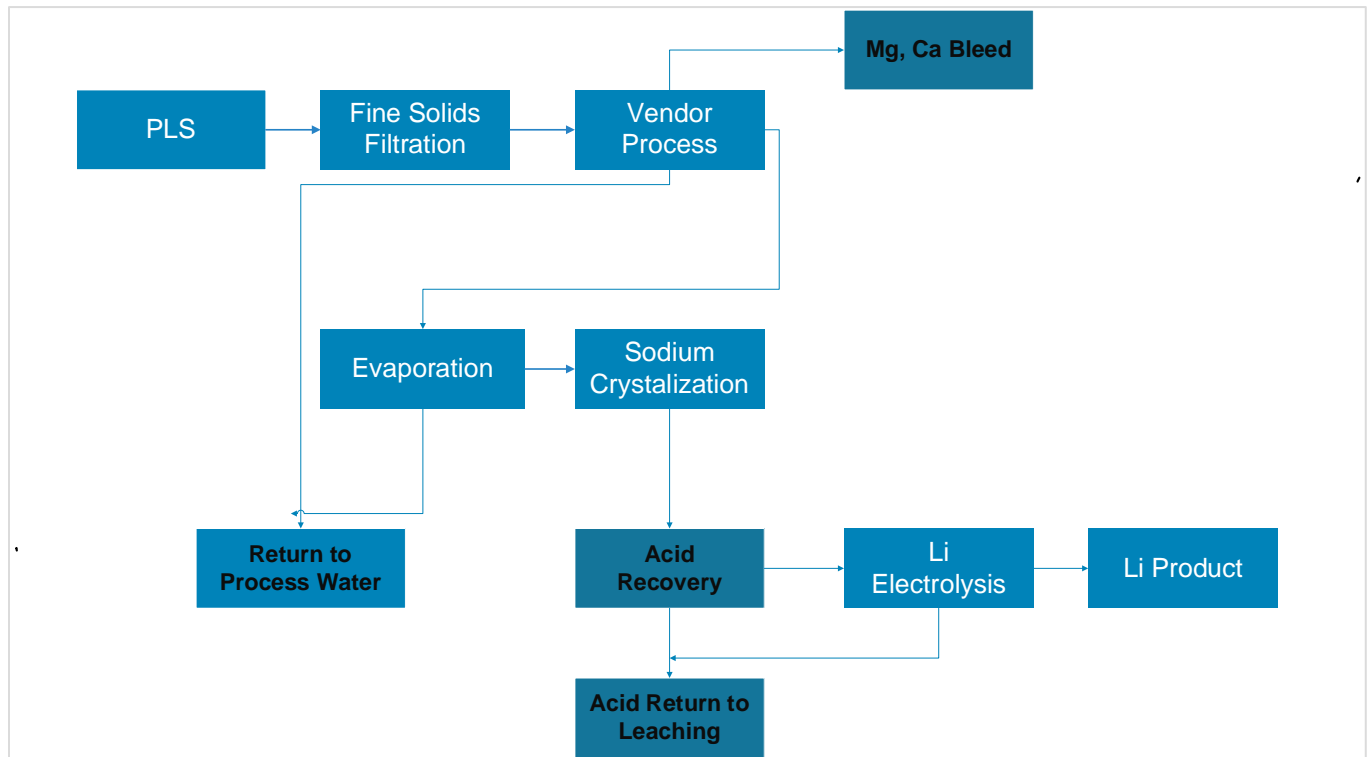 Mg, Ca Bleed
PLS
Fine Solids
Filtration
Vendor
Process
Evaporation
Sodium
Crystalization
Return to
Process Water
Acid
Recovery
Li
Electrolysis
Li Product
Acid Return to
Leaching